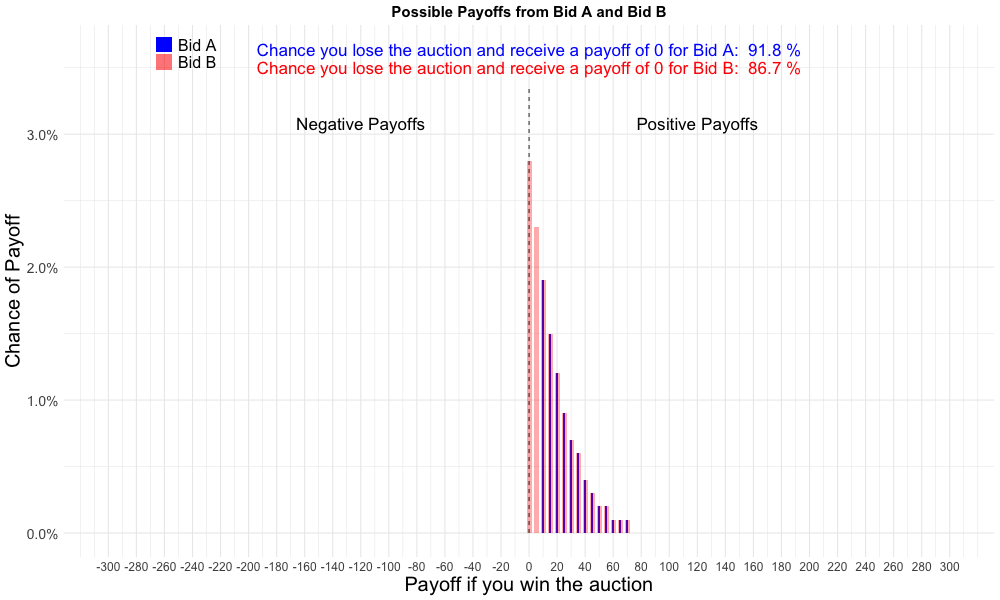 Possible Payoffs from Bid A and Bid B
Bid A
Bid B
Chance you lose the auction and receive a payoff of 0 for Bid A: 91.8 %
Chance you lose the auction and receive a payoff of 0 for Bid B: 86.7 %
Negative Payoffs
Positive Payoffs
Chance of Payoff
3.0%
2.0%
1.0%
0.0%
-300 -280 -260 -240 -220 -200 -180 -160 -140 -120 -100 -80 -60 -40 -20 0 20 40 60 80 100 120 140 160 180 200 220 240 260 280 300
Payoff if you win the auction